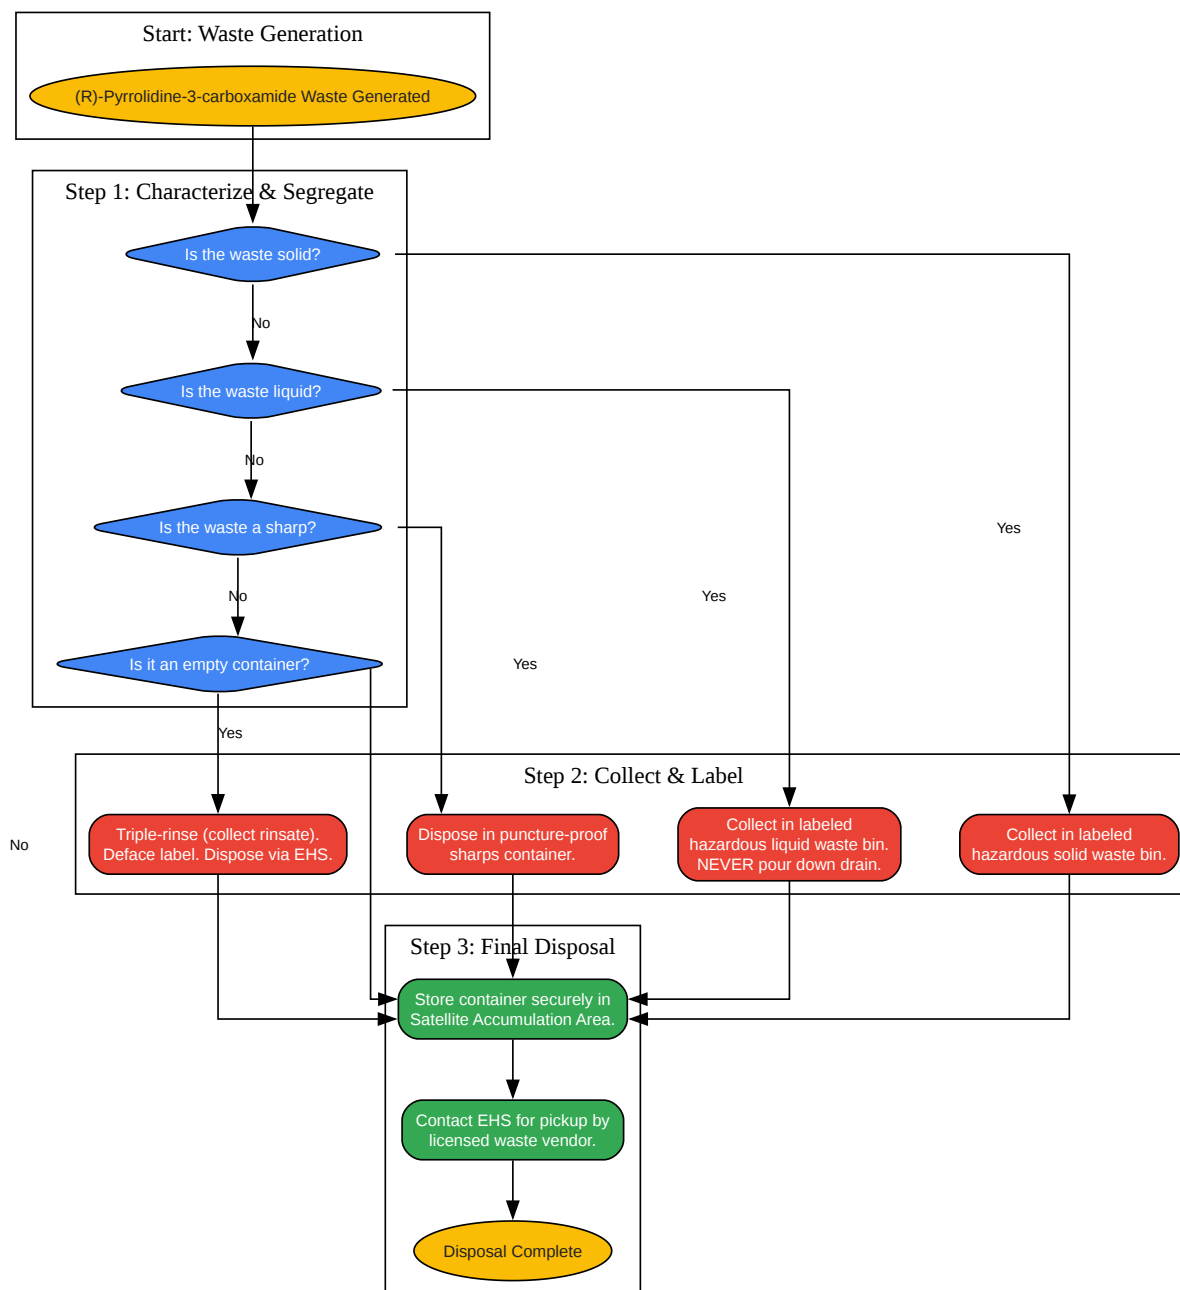 Start: Waste Generation
(R)-Pyrrolidine-3-carboxamide Waste Generated
Step 1: Characterize & Segregate
Is the waste solid?
No
Is the waste liquid?
No
Is the waste a sharp?
Yes
No
Yes
Is it an empty container?
Yes
Yes
Step 2: Collect & Label
Triple-rinse (collect rinsate).
Deface label. Dispose via EHS.
Dispose in puncture-proof
sharps container.
Collect in labeled
hazardous liquid waste bin.
NEVER pour down drain.
Collect in labeled
hazardous solid waste bin.
No
Step 3: Final Disposal
Store container securely in
Satellite Accumulation Area.
Contact EHS for pickup by
licensed waste vendor.
Disposal Complete